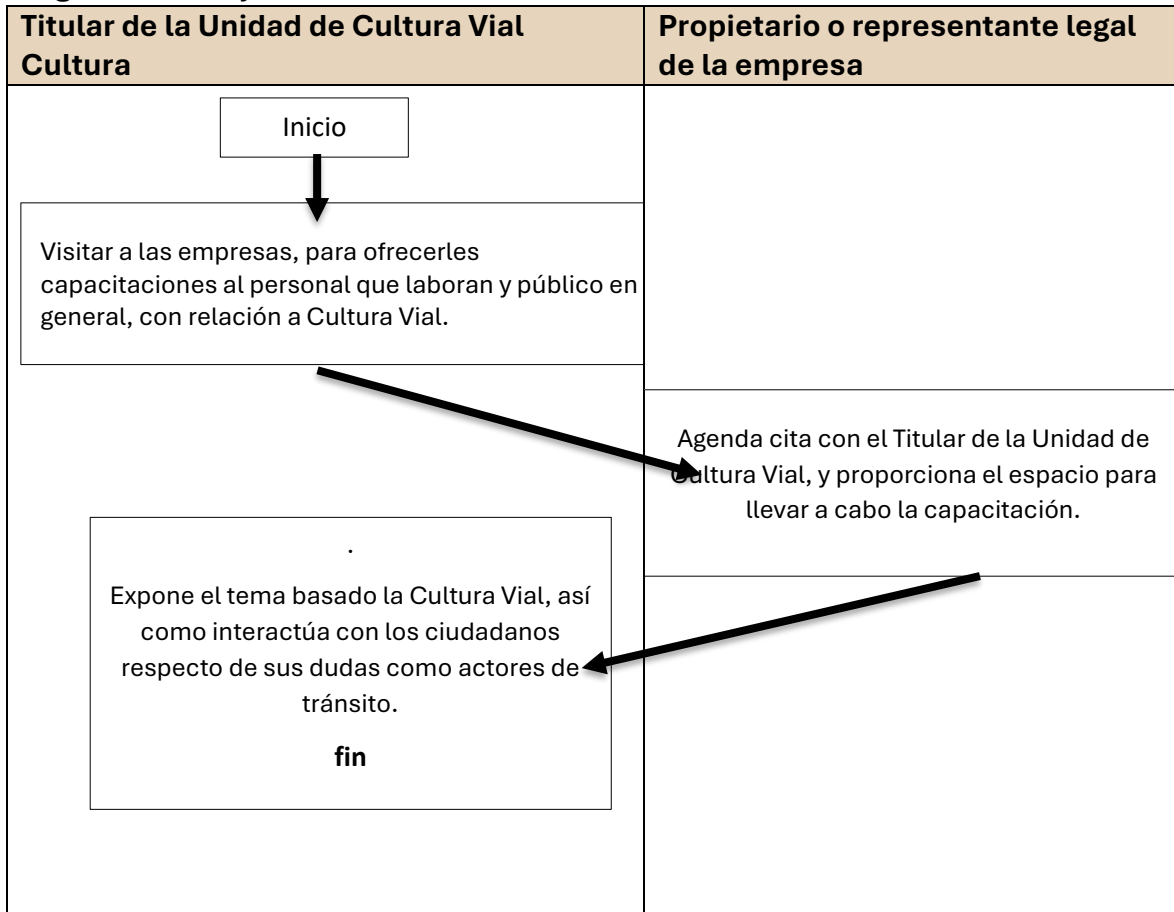 Titular de la Unidad de Cultura Vial
Cultura
Propietario o representante legal
de la empresa
Inicio
Visitar a las empresas, para ofrecerles
capacitaciones al personal que laboran y público en
general, con relación a Cultura Vial.
Agenda cita con el Titular de la Unidad de
Cultura Vial, y proporciona el espacio para
llevar a cabo la capacitación.
.
Expone el tema basado la Cultura Vial, así
como interactúa con los ciudadanos
respecto de sus dudas como actores de
tránsito.
fin